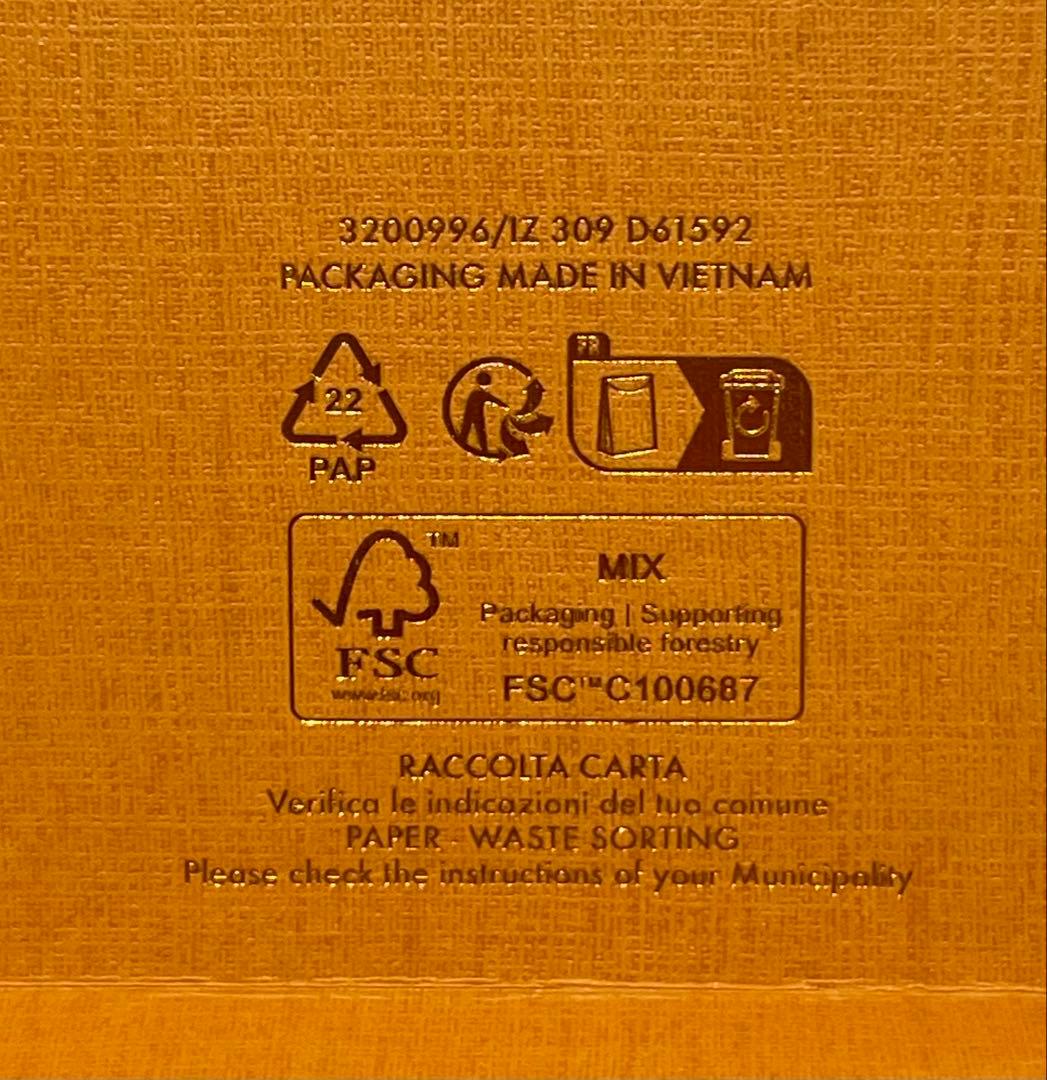 3200996/IZ 309 D61592
PACKAGING MADE IN VIETNAM
FR
22
PAP
TM
FSC
www.fsc.org
MIX
Packaging | Supporting
responsible forestry
FSC™C100687
RACCOLTA CARTA
Verifica le indicazioni del tuo comune
PAPER - WASTE SORTING
Please check the instructions of your Municipality